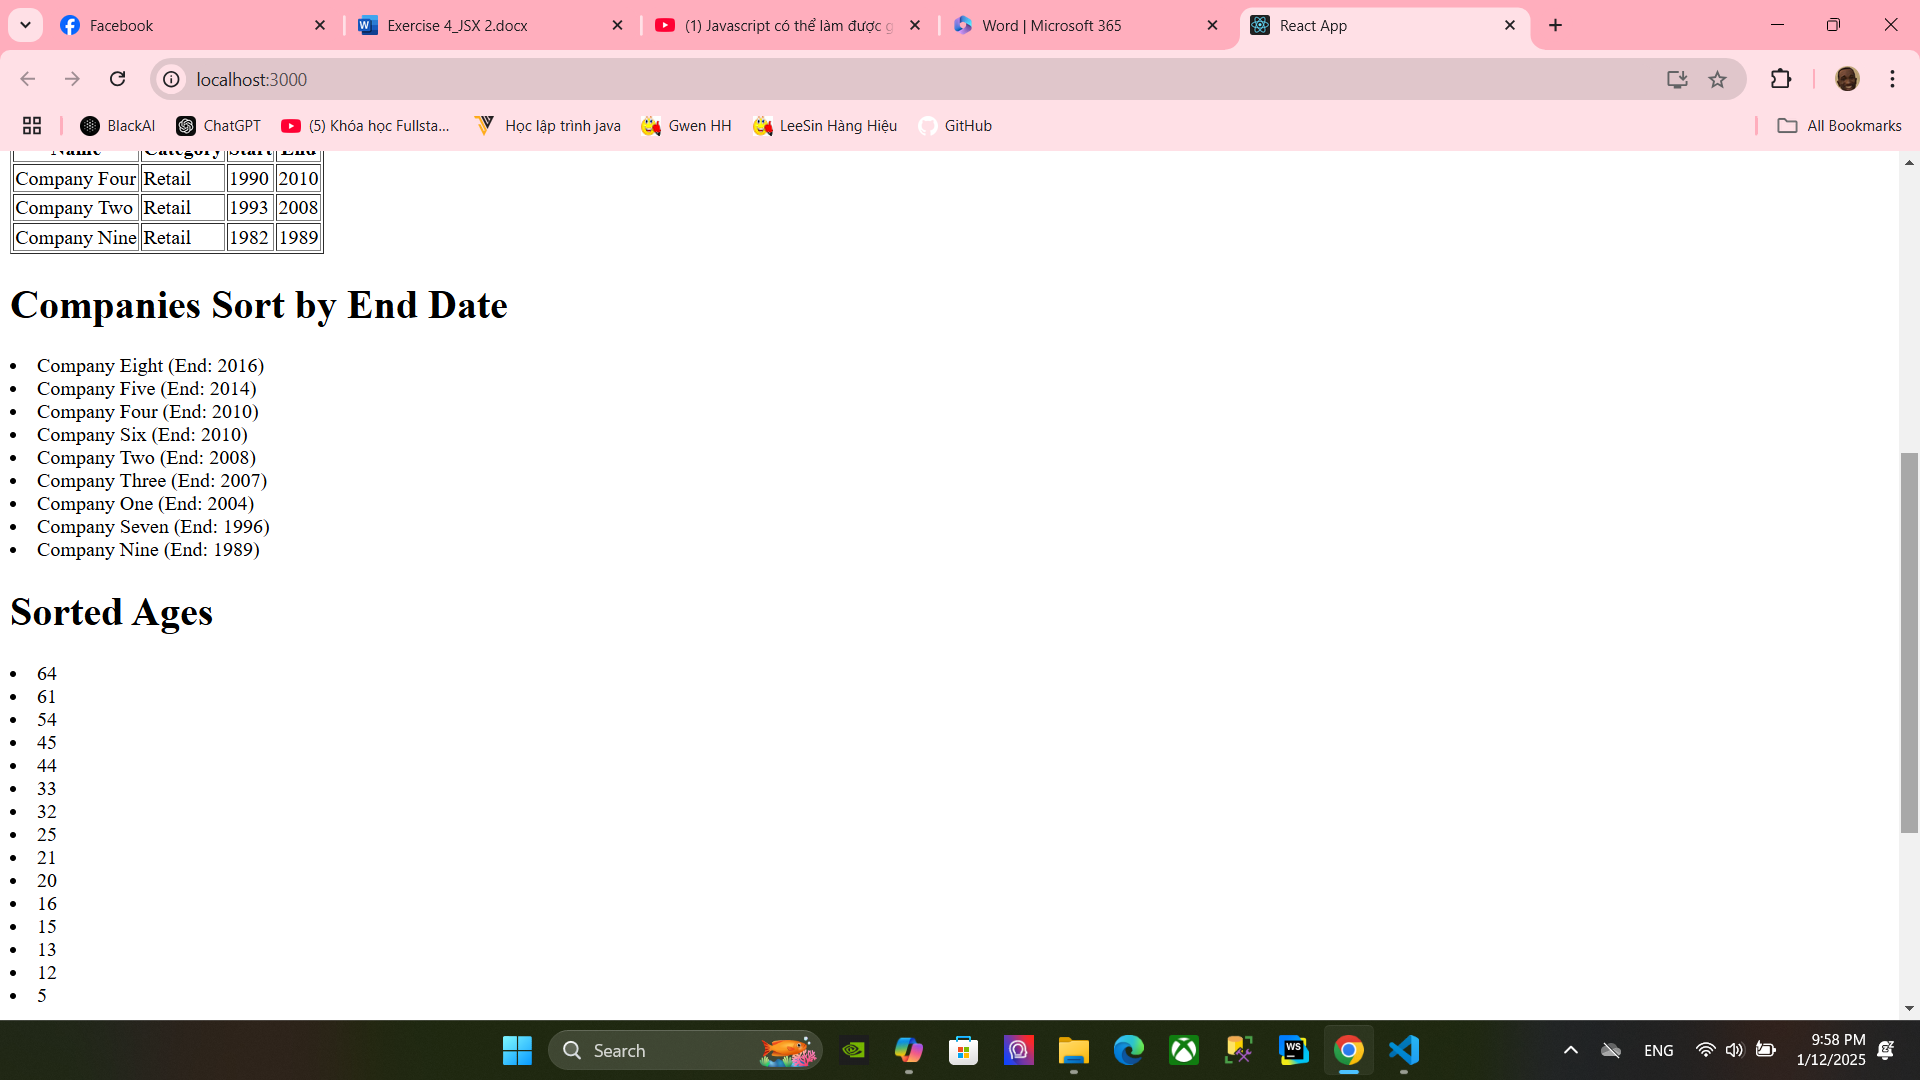 Facebook
Exercise 4_JSX 2.docx
(1) Javascript có thể làm được g
Word | Microsoft 365
React App
localhost:3000
BlackAI
ChatGPT
(5) Khóa học Fullsta...
Học lập trình java
Gwen HH
LeeSin Hàng Hiệu
GitHub
All Bookmarks
Name Category Start End
Company Four Retail 1990 2010
Company Two Retail 1993 2008
Company Nine Retail 1982 1989
Companies Sort by End Date
• Company Eight (End: 2016)
• Company Five (End: 2014)
• Company Four (End: 2010)
• Company Six (End: 2010)
• Company Two (End: 2008)
• Company Three (End: 2007)
• Company One (End: 2004)
• Company Seven (End: 1996)
• Company Nine (End: 1989)
Sorted Ages
• 64
• 61
• 54
• 45
• 44
• 33
• 32
• 25
• 21
• 20
• 16
• 15
• 13
• 12
• 5
Search
WS
ENG
9:58 PM
1/12/2025